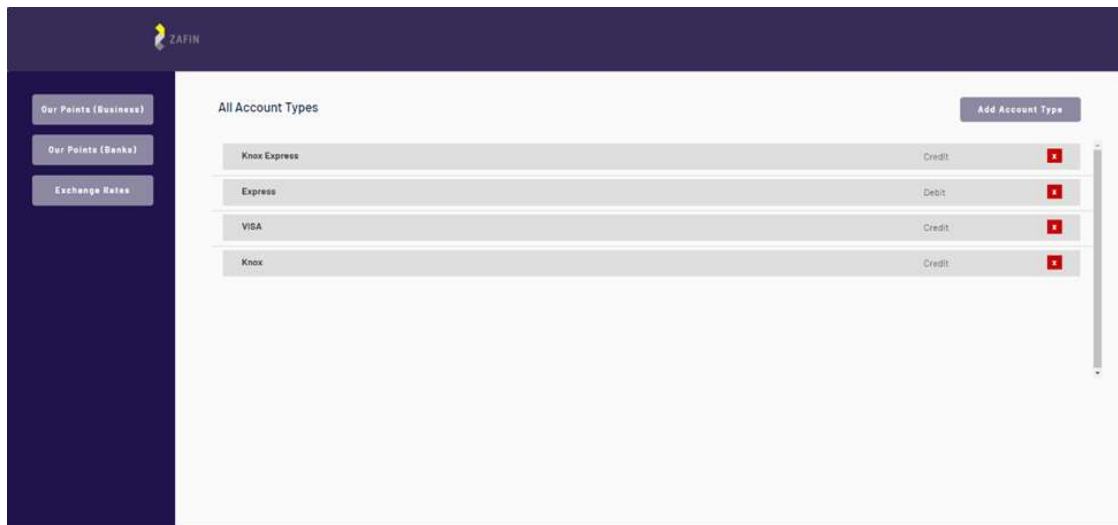 ZAFIN
Our Points (Business)
Our Points (Banks)
Exchange Rates
All Account Types
Add Account Type
Knox Express Credit x
Express Debit x
VISA Credit x
Knox Credit x